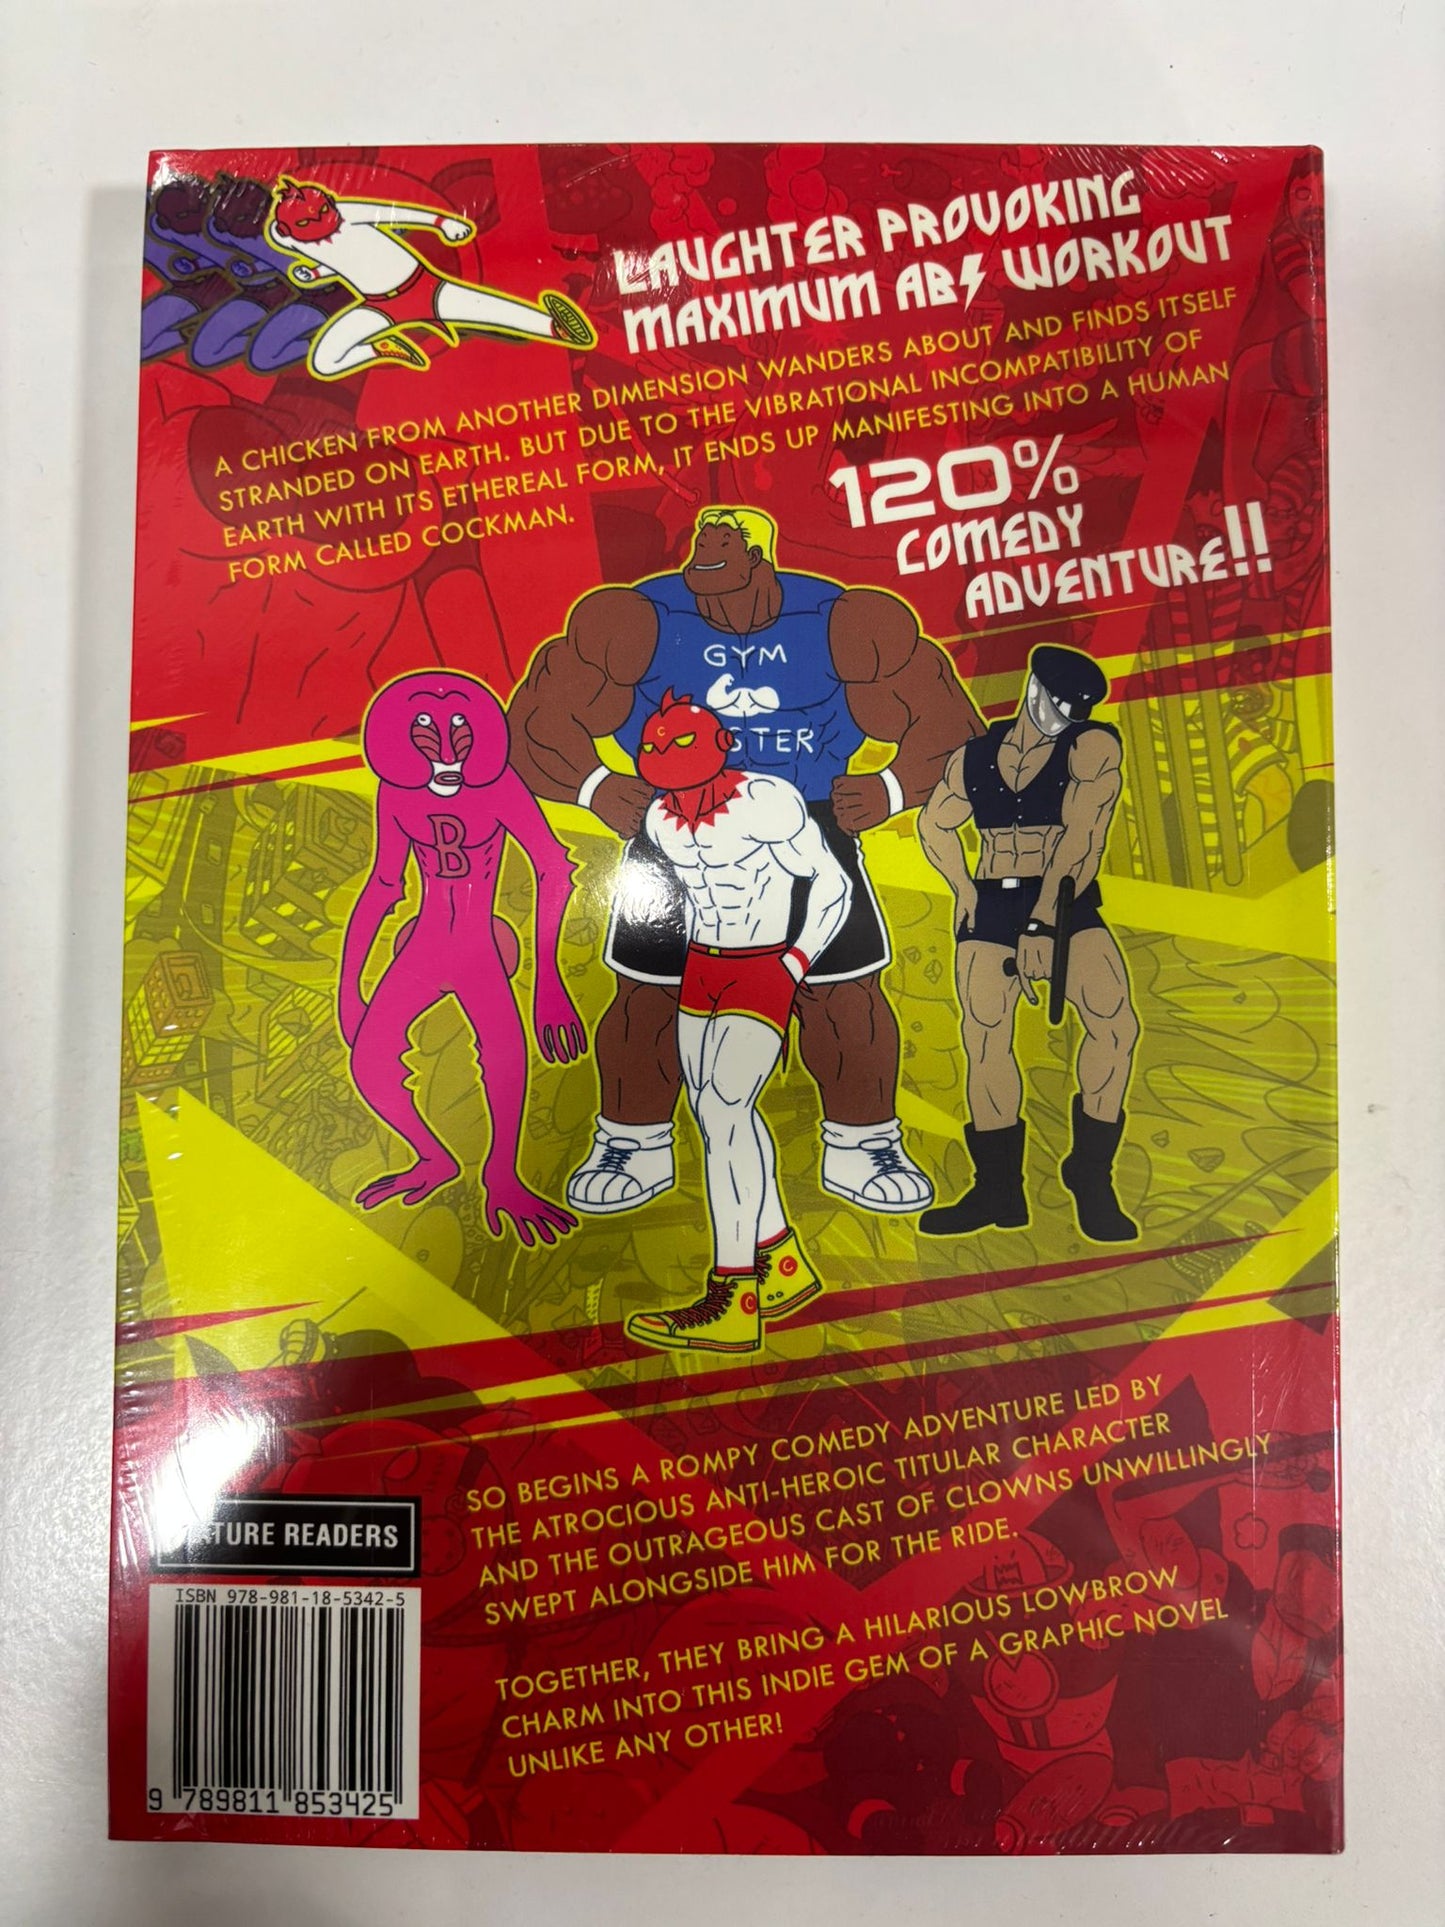 LAUGHTER PROVOKING
MAXIMUM ABS WORKOUT
A CHICKEN FROM ANOTHER DIMENSION WANDERS ABOUT AND FINDS ITSELF
STRANDED ON EARTH. BUT DUE TO THE VIBRATIONAL INCOMPATIBILITY OF
EARTH WITH ITS ETHEREAL FORM, IT ENDS UP MANIFESTING INTO A HUMAN
FORM CALLED COCKMAN.
120%
COMEDY
ADVENTURE!!
GYM
STER
B
C
C
C
SO BEGINS A ROMPY COMEDY ADVENTURE LED BY
THE ATROCIOUS ANTI-HEROIC TITULAR CHARACTER
AND THE OUTRAGEOUS CAST OF CLOWNS UNWILLINGLY
SWEPT ALONGSIDE HIM FOR THE RIDE.
TOGETHER, THEY BRING A HILARIOUS LOWBROW
CHARM INTO THIS INDIE GEM OF A GRAPHIC NOVEL
UNLIKE ANY OTHER!
MATURE READERS
ISBN 978-981-18-5342-5
9 789811 853425